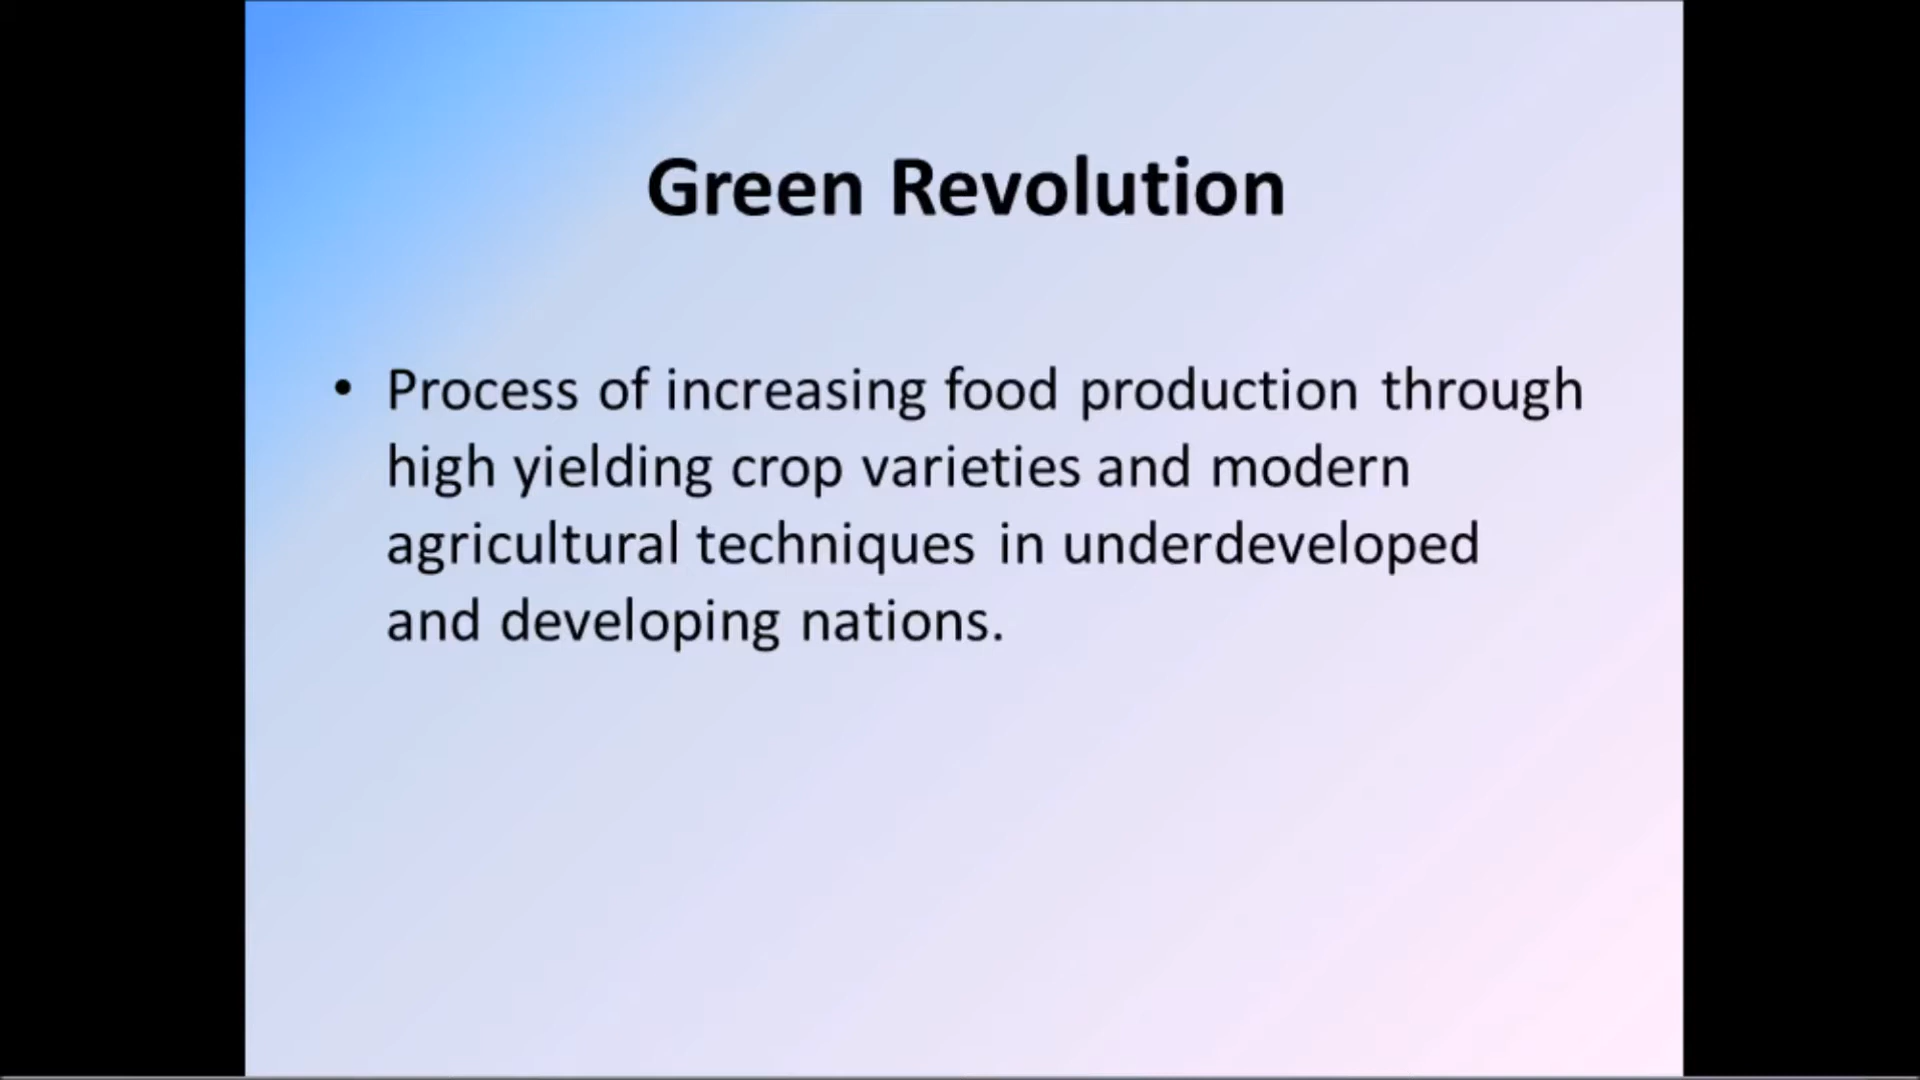 Green Revolution
• Process of increasing food production through
high yielding crop varieties and modern
agricultural techniques in underdeveloped
and developing nations.